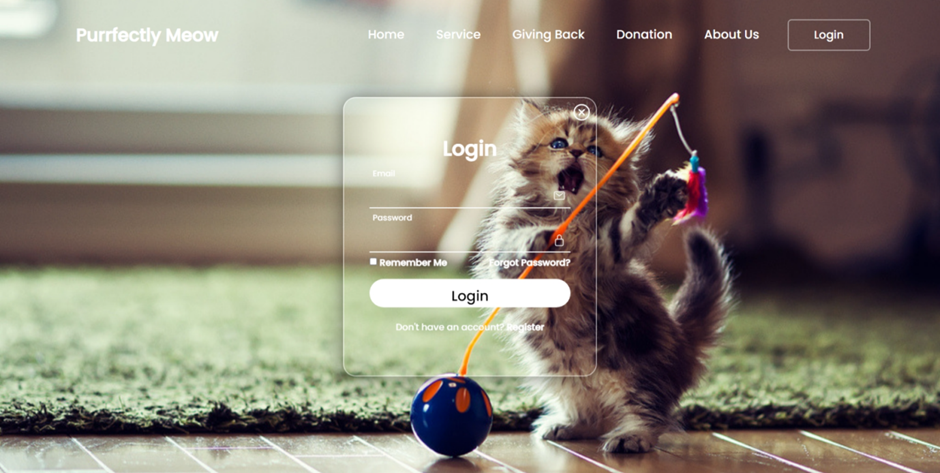 Purrfectly Meow Home Service Giving Back Donation About Us Login
Login
Email
Password
Remember Me Forgot Password?
Login
Don't have an account? Register